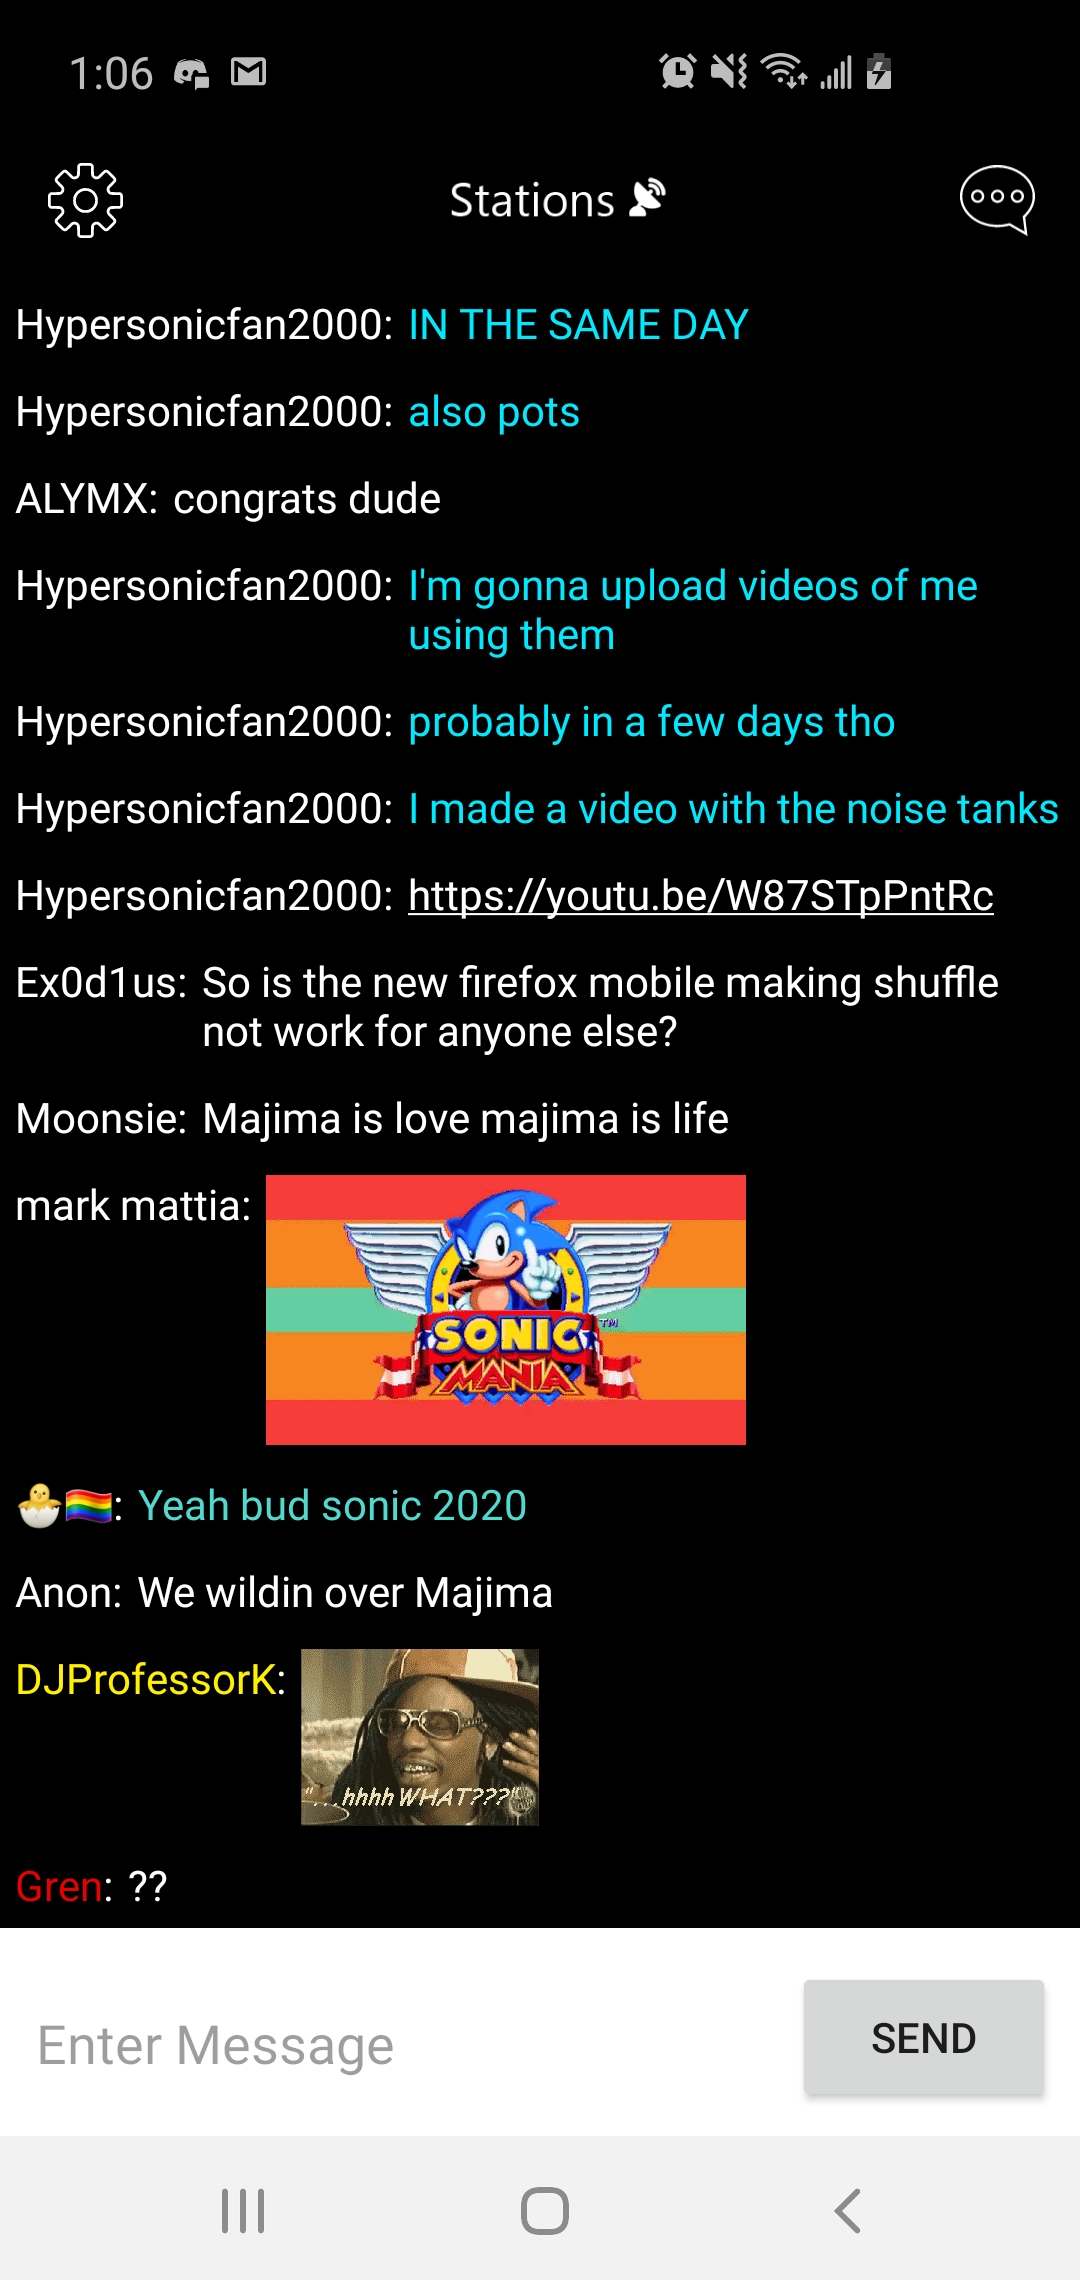 1:06
Stations
Hypersonicfan2000: IN THE SAME DAY
Hypersonicfan2000: also pots
ALYMX: congrats dude
Hypersonicfan2000: I'm gonna upload videos of me
using them
Hypersonicfan2000: probably in a few days tho
Hypersonicfan2000: I made a video with the noise tanks
Hypersonicfan2000: https://youtu.be/W87STpPntRc
Ex0d1us: So is the new firefox mobile making shuffle
not work for anyone else?
Moonsie: Majima is love majima is life
mark mattia:
SONIC ™
MANIA
🐣🏳️‍🌈: Yeah bud sonic 2020
Anon: We wildin over Majima
DJProfessorK:
"...hhhh WHAT???"
Gren: ??
Enter Message
SEND